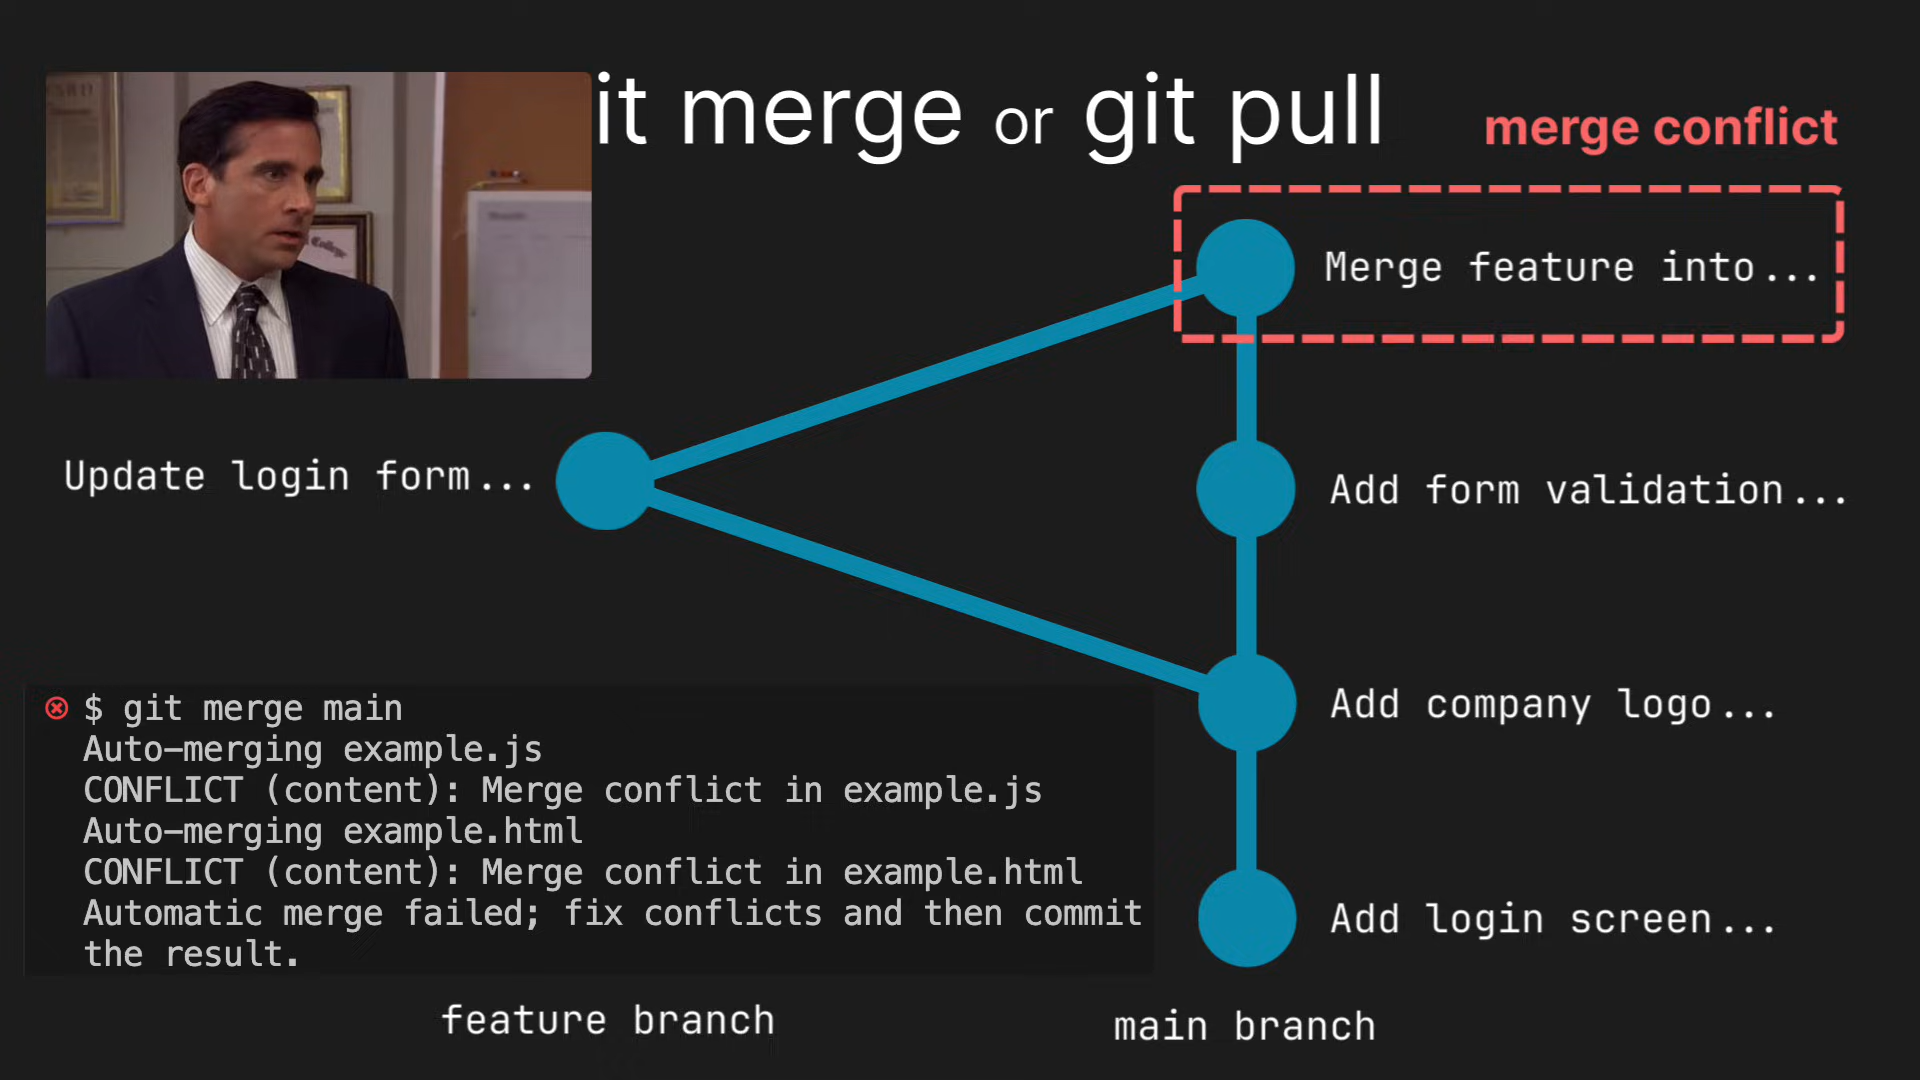 it merge or git pull
merge conflict
Merge feature into...
Update login form...
Add form validation...
Add company logo...
$ git merge main
Auto-merging example.js
CONFLICT (content): Merge conflict in example.js
Auto-merging example.html
CONFLICT (content): Merge conflict in example.html
Automatic merge failed; fix conflicts and then commit
the result.
Add login screen...
feature branch
main branch
College